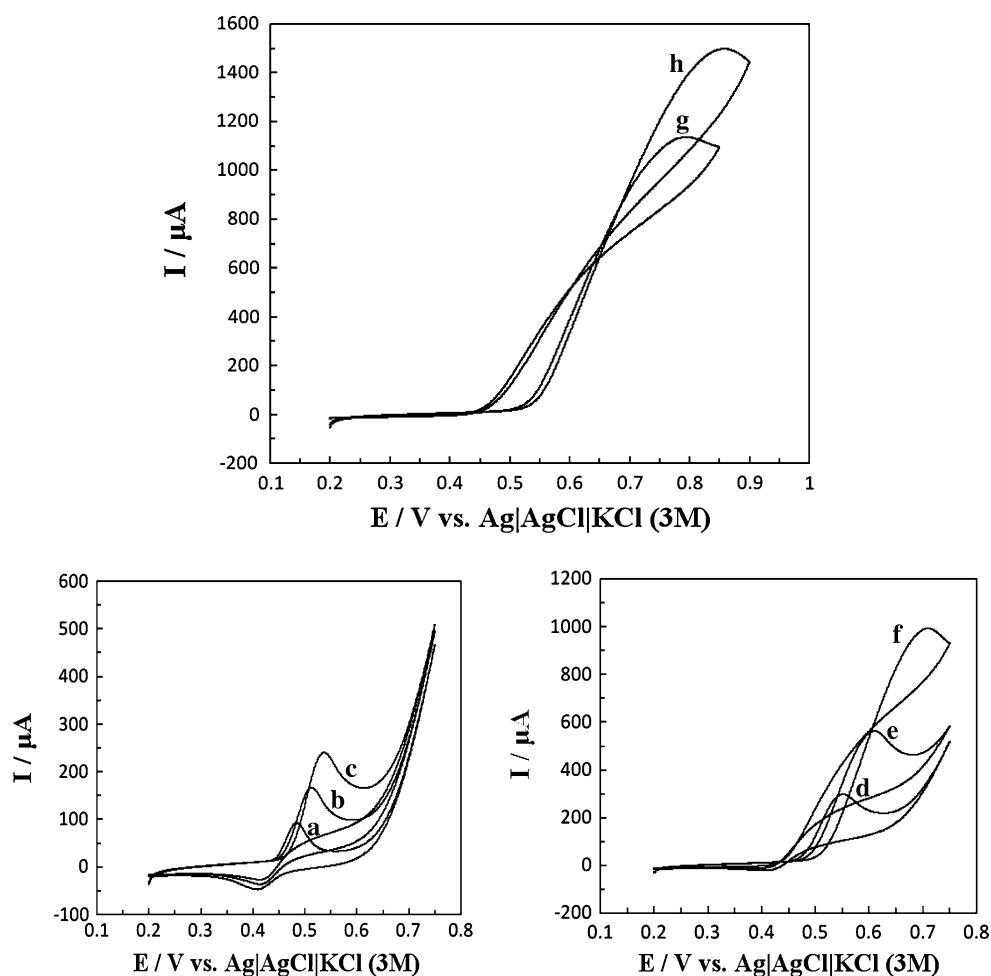 1600
1400
1200
1000
800
600
400
200
0
-200
I / µA
h
g
0.1 0.2 0.3 0.4 0.5 0.6 0.7 0.8 0.9 1
E / V vs. Ag|AgCl|KCl (3M)
600
500
400
300
200
100
0
-100
I / µA
c
b
a
0.1 0.2 0.3 0.4 0.5 0.6 0.7 0.8
E / V vs. Ag|AgCl|KCl (3M)
1200
1000
800
600
400
200
0
-200
I / µA
f
e
d
0.1 0.2 0.3 0.4 0.5 0.6 0.7 0.8
E / V vs. Ag|AgCl|KCl (3M)